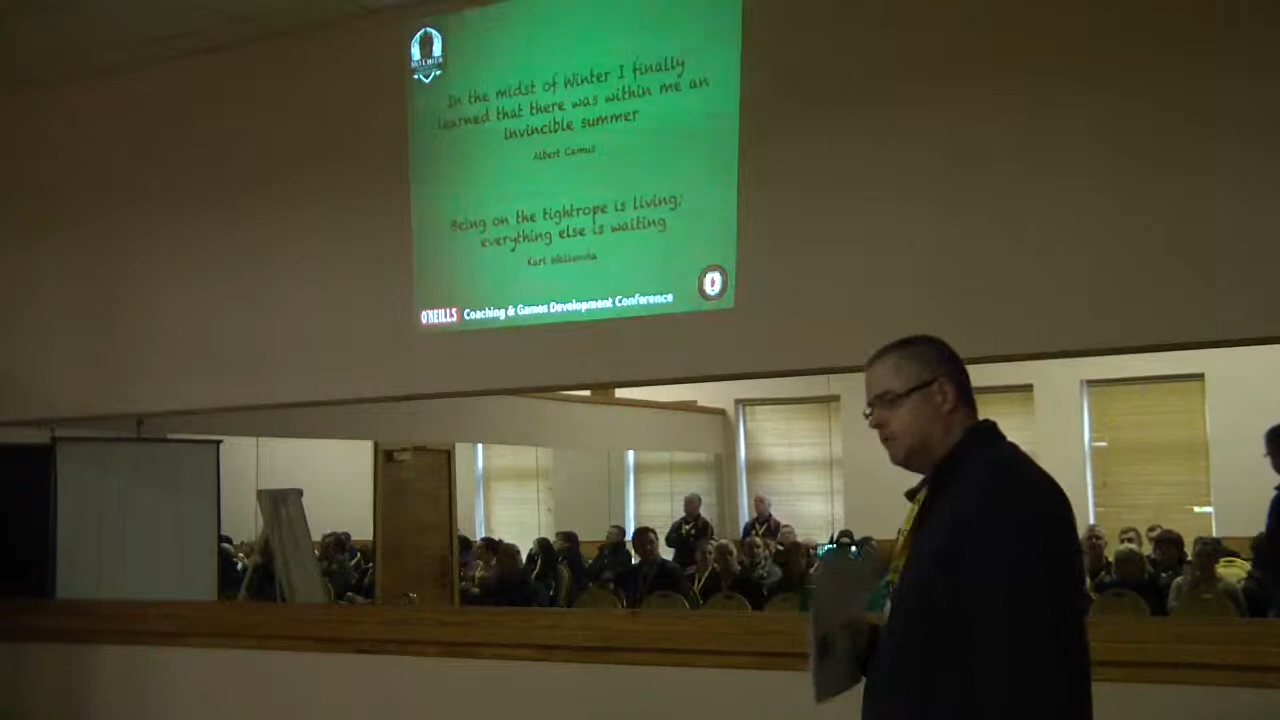 In the midst of Winter I finally
learned that there was within me an
invincible summer
Albert Camus
Being on the tightrope is living;
everything else is waiting
Karl Wallenda
O'NEILLS Coaching & Games Development Conference